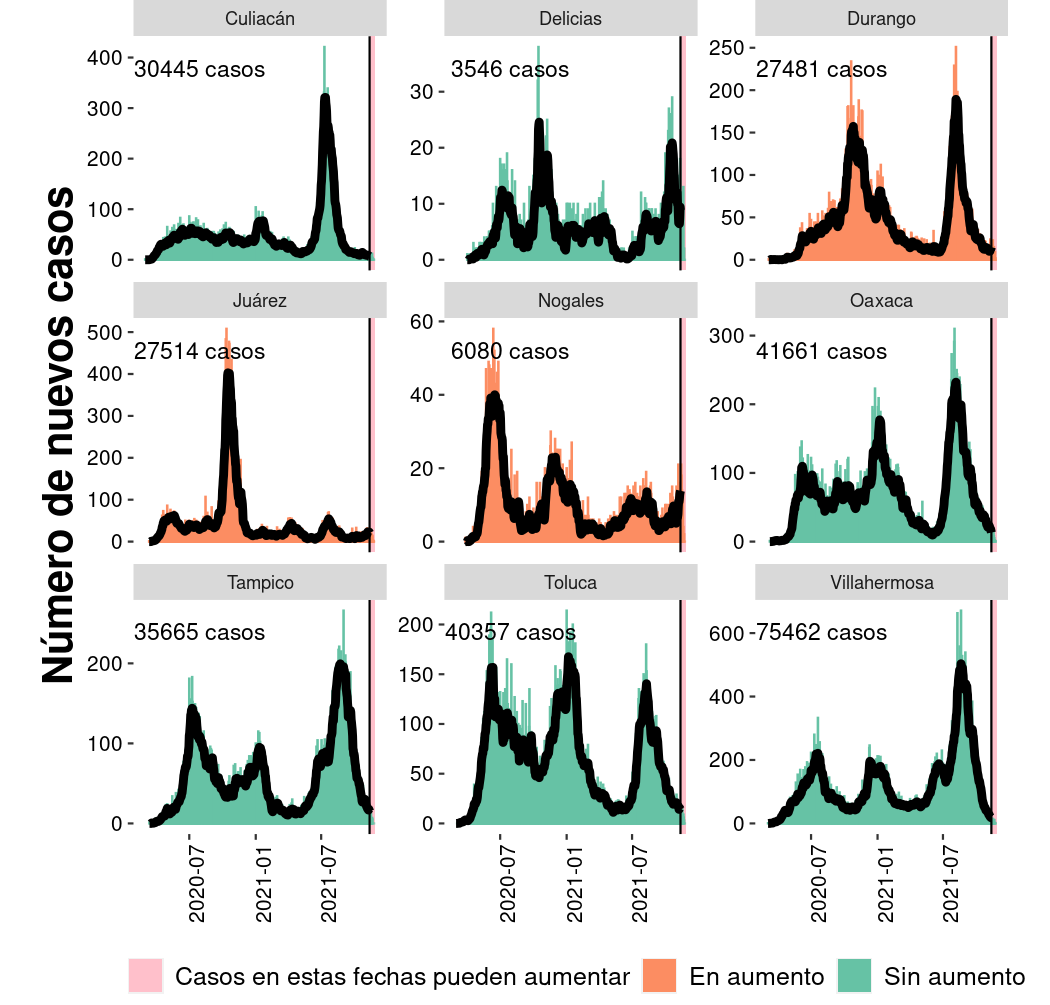 Número de nuevos casos
Culiacán
Delicias
Durango
400
300
200
100
0
30445 casos
30
20
10
0
3546 casos
250
200
150
100
50
0
27481 casos
Juárez
Nogales
Oaxaca
500
400
300
200
100
0
27514 casos
60
40
20
0
6080 casos
300
200
100
0
41661 casos
Tampico
Toluca
Villahermosa
200
100
0
35665 casos
200
150
100
50
0
40357 casos
600
400
200
0
75462 casos
2020-07
2021-01
2021-07
2020-07
2021-01
2021-07
2020-07
2021-01
2021-07
Casos en estas fechas pueden aumentar
En aumento
Sin aumento